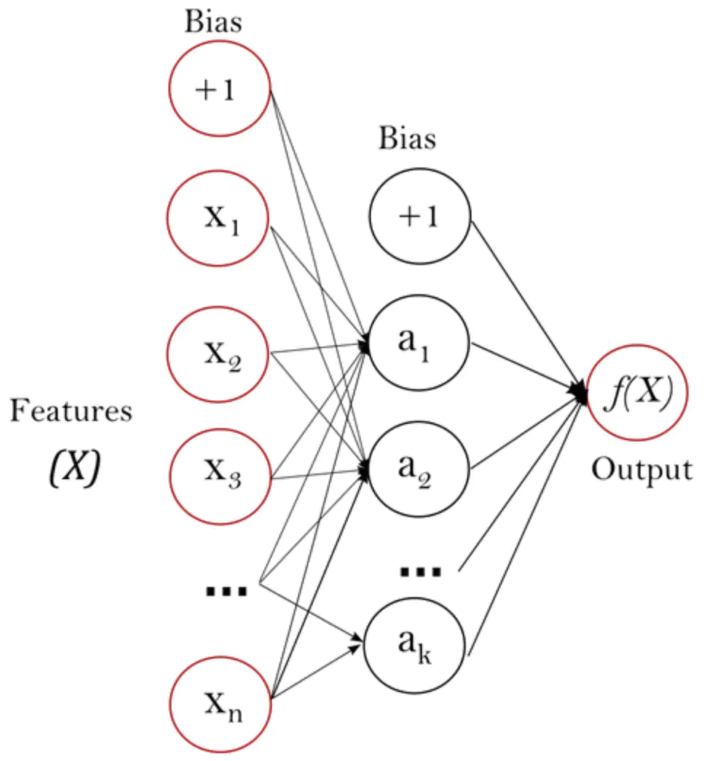 Bias
+1
x1
x2
x3
...
xn
Features
(X)
Bias
+1
a1
a2
...
ak
f(X)
Output